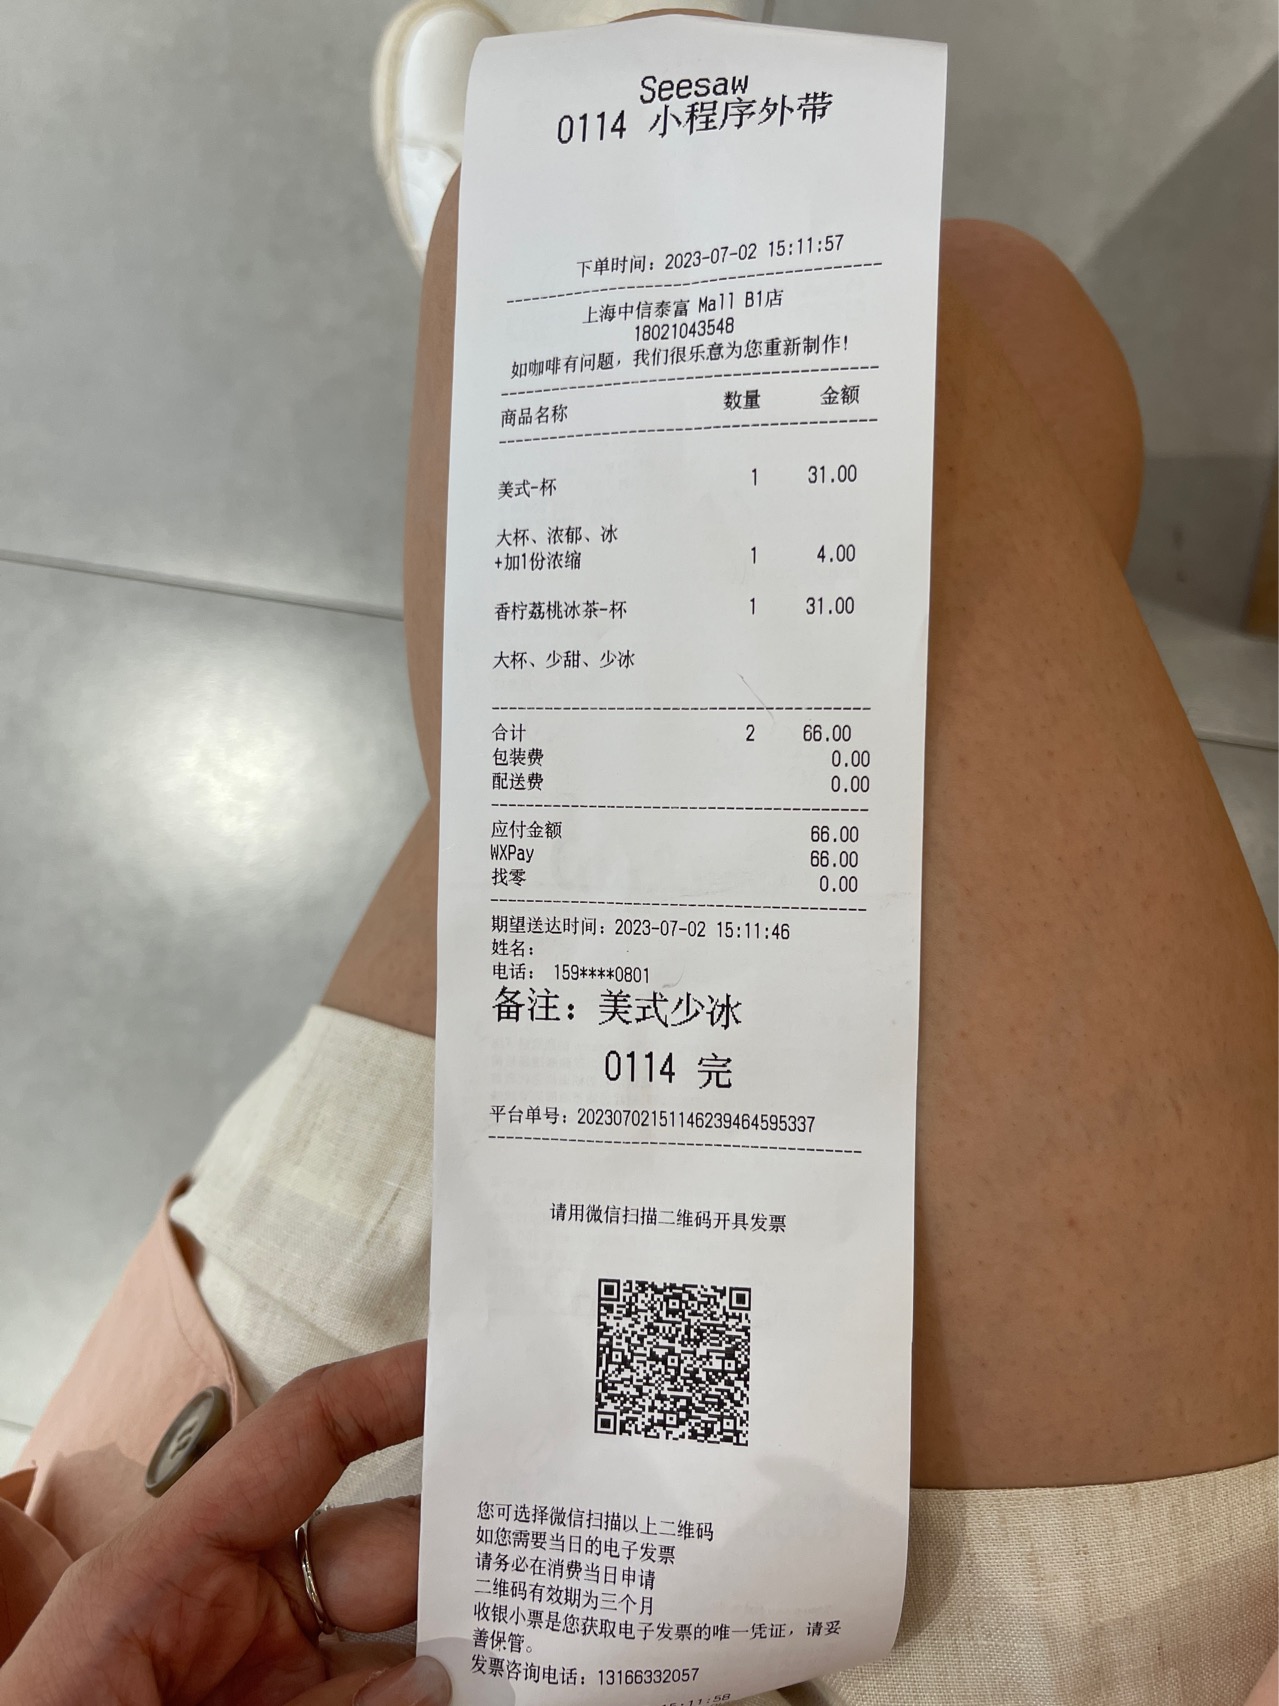 Seesaw
0114 小程序外带
下单时间：2023-07-02 15:11:57
上海中信泰富 Mall B1店
18021043548
如咖啡有问题，我们很乐意为您重新制作！
商品名称 数量 金额
美式-杯 1 31.00
大杯、浓郁、冰
+加1份浓缩 1 4.00
香柠荔桃冰茶-杯 1 31.00
大杯、少甜、少冰
合计 2 66.00
包装费 0.00
配送费 0.00
应付金额 66.00
WXPay 66.00
找零 0.00
期望送达时间：2023-07-02 15:11:46
姓名：
电话： 159****0801
备注：美式少冰
0114 完
平台单号：20230702151146239464595337
请用微信扫描二维码开具发票
您可选择微信扫描以上二维码
如您需要当日的电子发票
请务必在消费当日申请
二维码有效期为三个月
收银小票是您获取电子发票的唯一凭证，请妥
善保管。
发票咨询电话：13166332057
15:11:58